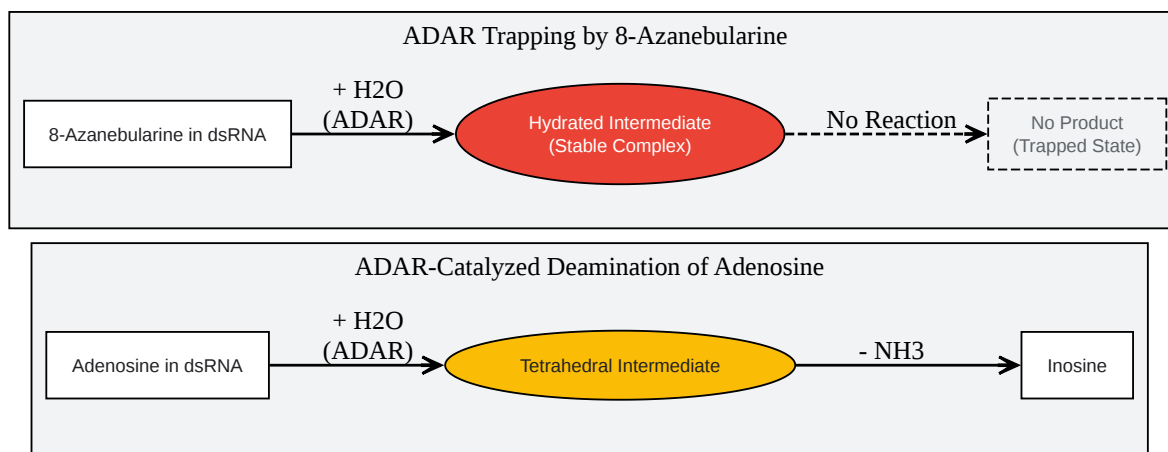 ADAR Trapping by 8-Azanebularine
8-Azanebularine in dsRNA
+ H2O
(ADAR)
Hydrated Intermediate
(Stable Complex)
No Reaction
No Product
(Trapped State)
ADAR-Catalyzed Deamination of Adenosine
Adenosine in dsRNA
+ H2O
(ADAR)
Tetrahedral Intermediate
- NH3
Inosine